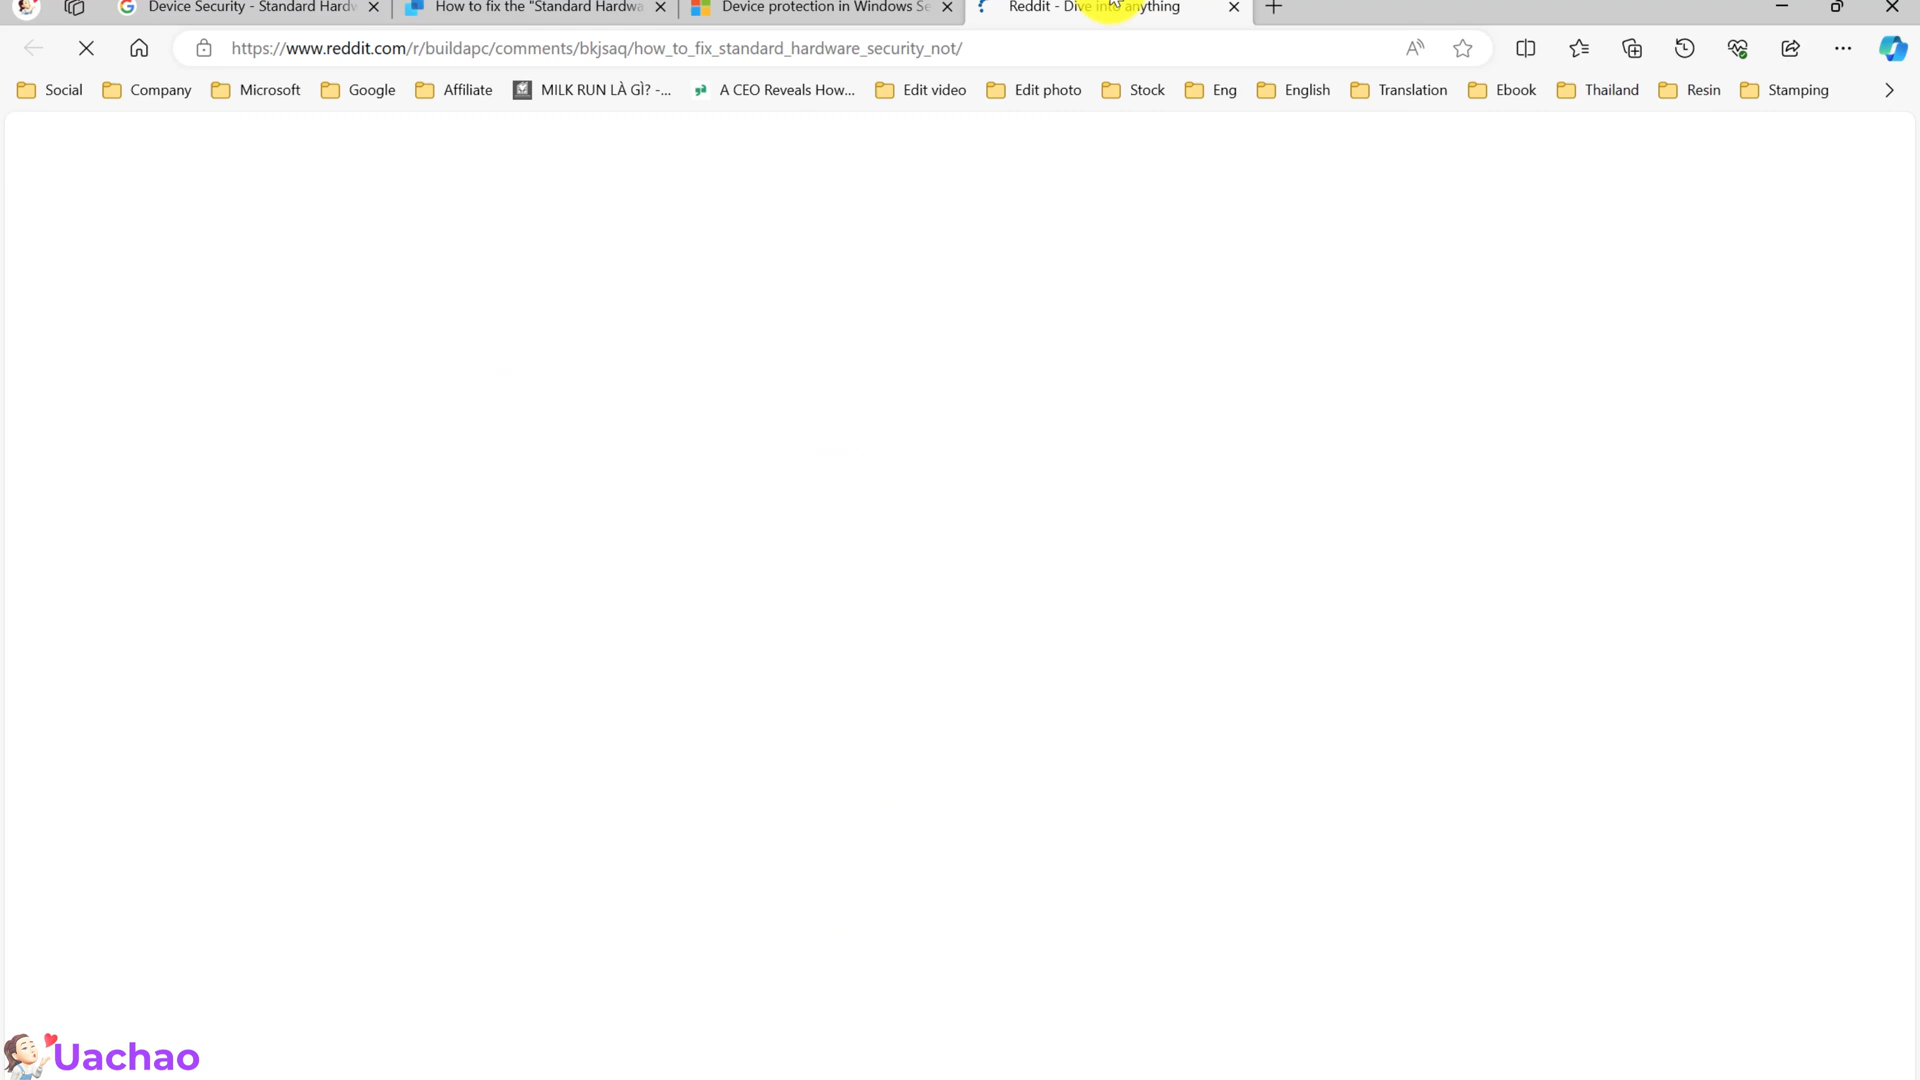 Device Security - Standard Hardw
How to fix the "Standard Hardwa
Device protection in Windows Se
Reddit - Dive into anything
https://www.reddit.com/r/buildapc/comments/bkjsaq/how_to_fix_standard_hardware_security_not/
Social Company Microsoft Google Affiliate MILK RUN LÀ GÌ? -... A CEO Reveals How... Edit video Edit photo Stock Eng English Translation Ebook Thailand Resin Stamping
Uachao